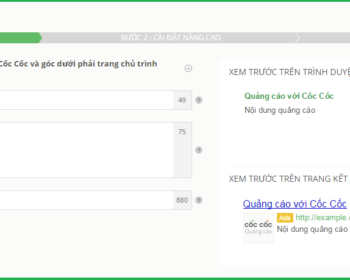 BƯỚC 2 : CÀI ĐẶT NÂNG CAO
Cốc Cốc và góc dưới phải trang chủ trình
49
75
880
XEM TRƯỚC TRÊN TRÌNH DUYỆ
Quảng cáo với Cốc Cốc
Nội dung quảng cáo
XEM TRƯỚC TRÊN TRANG KẾT
Quảng cáo với Cốc Cốc
cốc cốc
Quảng cáo
Ads http://example.
Nội dung quảng cáo